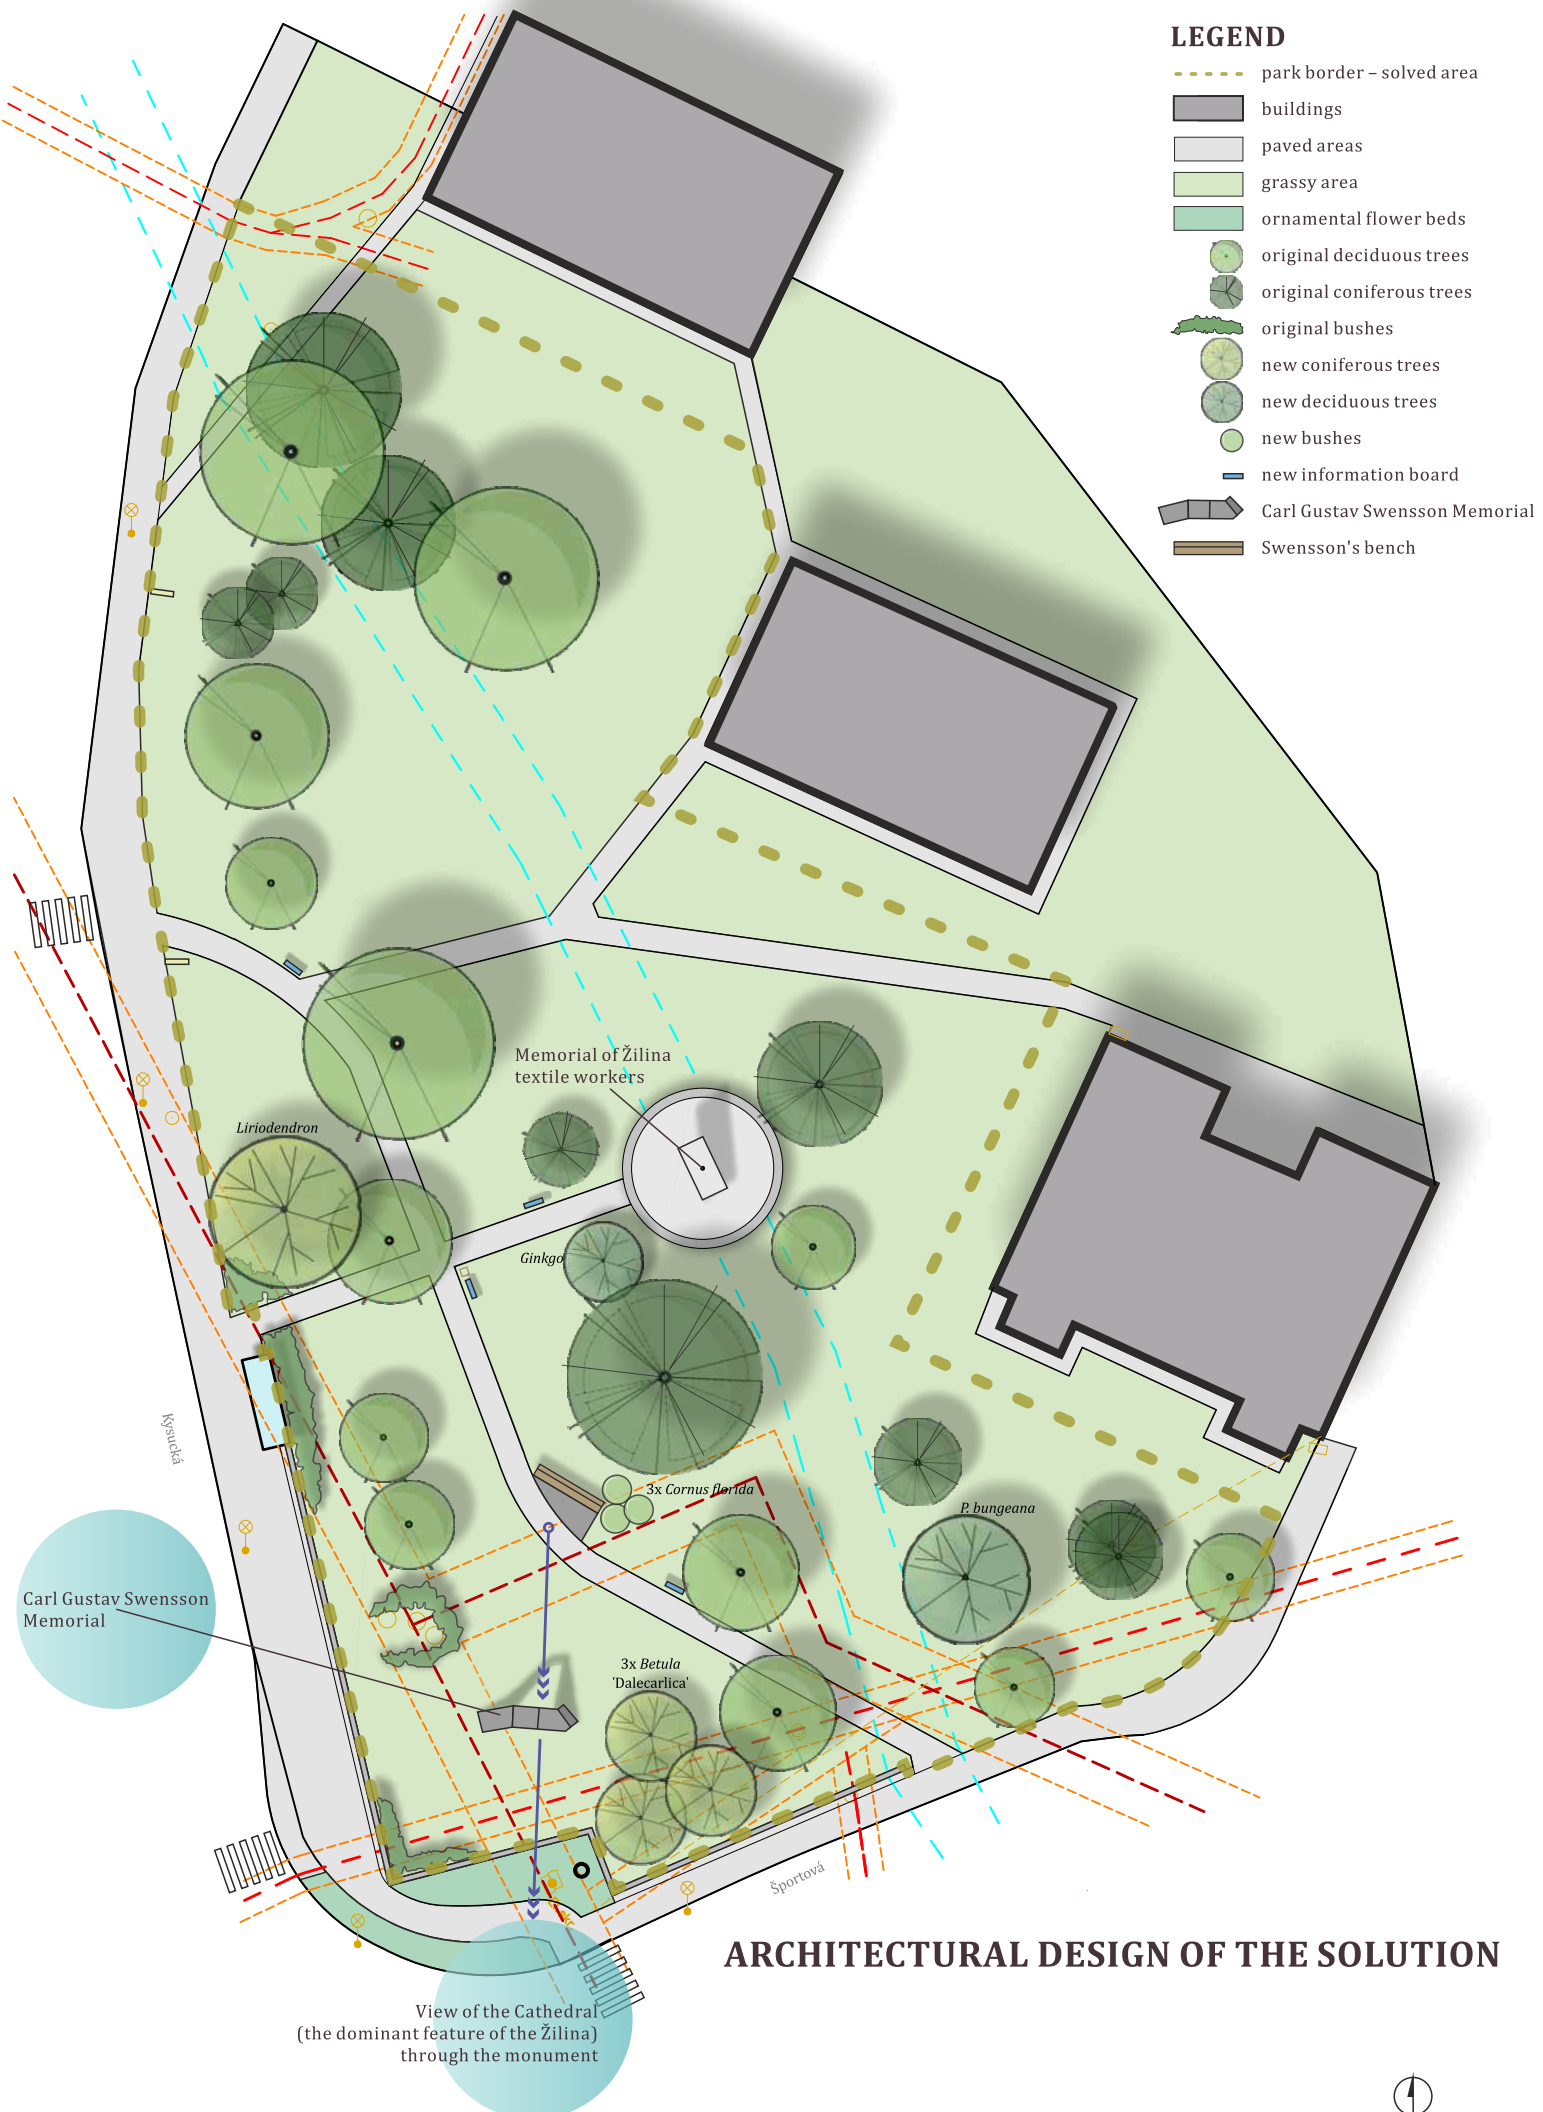 LEGEND
park border – solved area
buildings
paved areas
grassy area
ornamental flower beds
original deciduous trees
original coniferous trees
original bushes
new coniferous trees
new deciduous trees
new bushes
new information board
Carl Gustav Swensson Memorial
Swensson's bench
Memorial of Žilina
textile workers
Liriodendron
Ginkgo
Kysucká
3x Cornus florida
P. bungeana
Carl Gustav Swensson
Memorial
3x Betula
'Dalecarlica'
Športová
ARCHITECTURAL DESIGN OF THE SOLUTION
View of the Cathedral
(the dominant feature of the Žilina)
through the monument